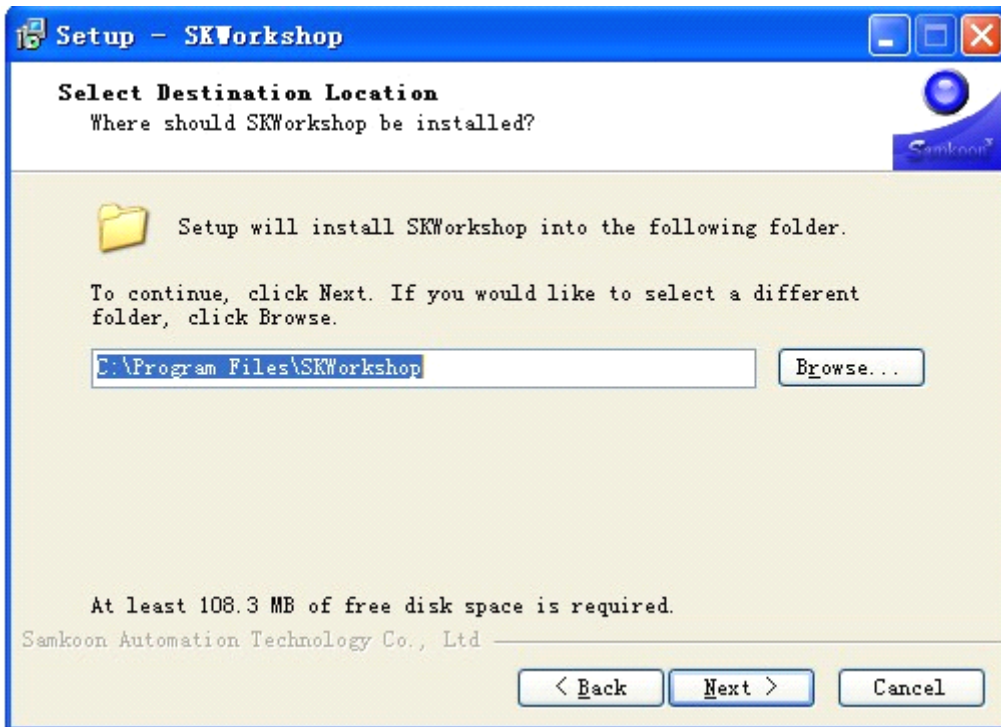 Setup - SKWorkshop
Select Destination Location
Where should SKWorkshop be installed?
Samkoon
Setup will install SKWorkshop into the following folder.
To continue, click Next. If you would like to select a different
folder, click Browse.
C:\Program Files\SKWorkshop
Browse...
At least 108.3 MB of free disk space is required.
Samkoon Automation Technology Co., Ltd
< Back
Next >
Cancel